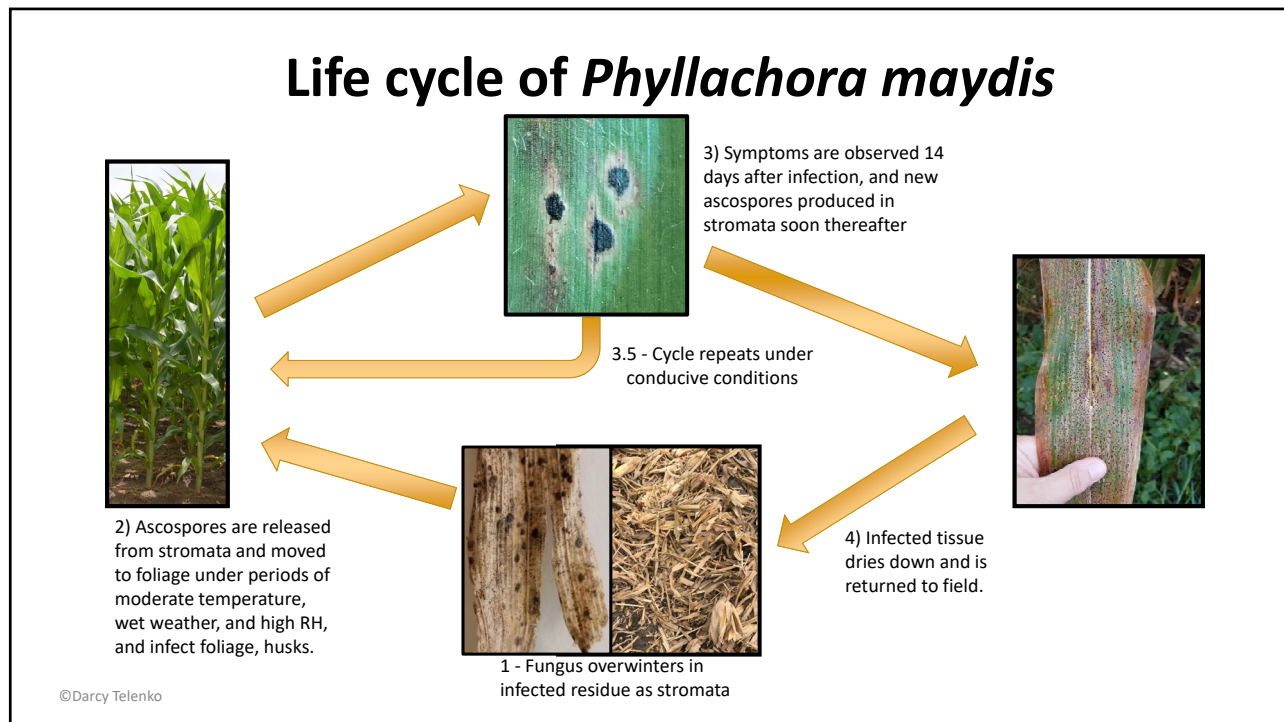 Life cycle of Phyllachora maydis
3) Symptoms are observed 14
days after infection, and new
ascospores produced in
stromata soon thereafter
3.5 - Cycle repeats under
conducive conditions
2) Ascospores are released
from stromata and moved
to foliage under periods of
moderate temperature,
wet weather, and high RH,
and infect foliage, husks.
4) Infected tissue
dries down and is
returned to field.
1 - Fungus overwinters in
infected residue as stromata
©Darcy Telenko